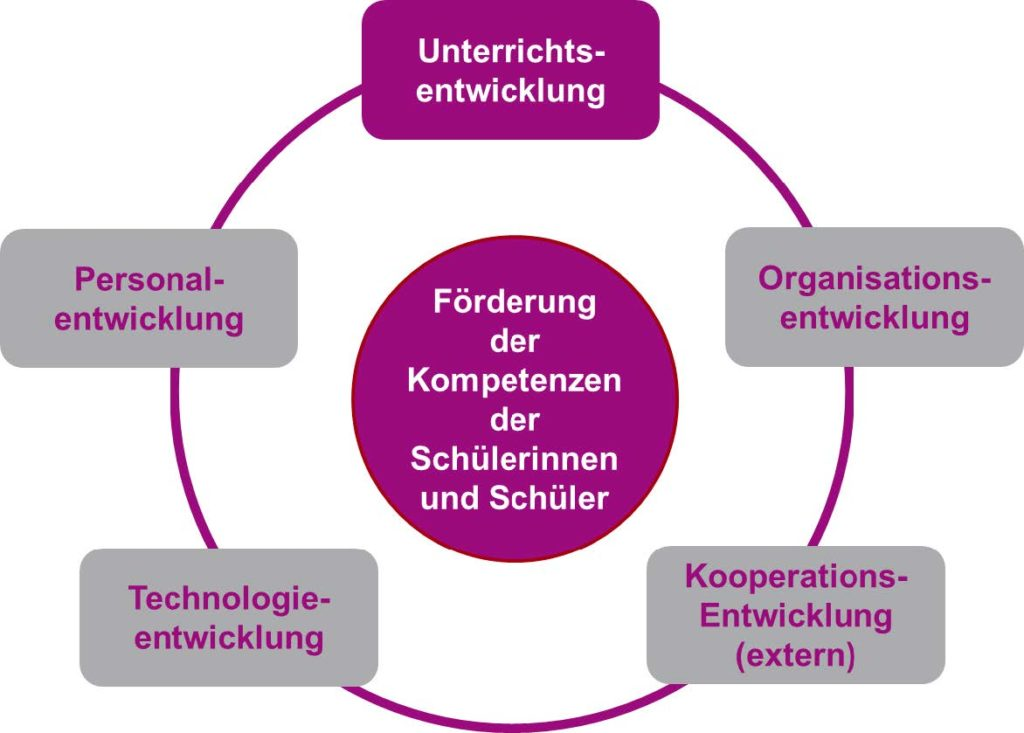 Unterrichts-
entwicklung
Personal-
entwicklung
Organisations-
entwicklung
Förderung
der
Kompetenzen
der
Schülerinnen
und Schüler
Technologie-
entwicklung
Kooperations-
Entwicklung
(extern)